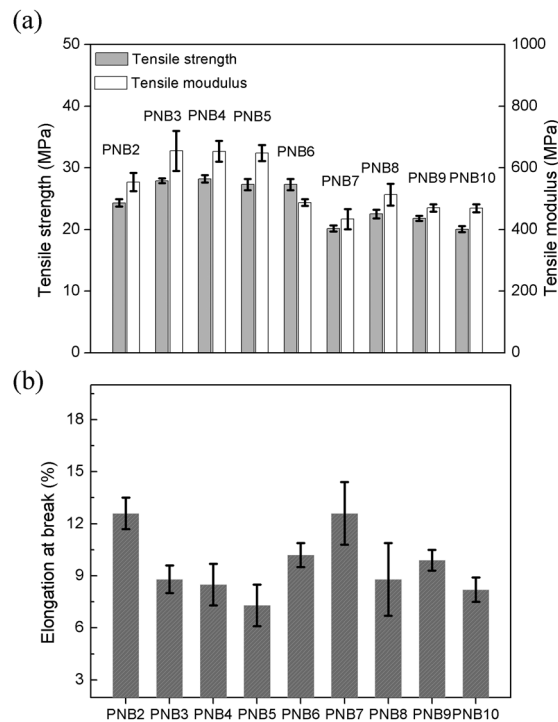 (a)
50
40
30
20
10
0
Tensile strength (MPa)
Tensile strength
Tensile moudulus
PNB2
PNB3
PNB4
PNB5
PNB6
PNB7
PNB8
PNB9
PNB10
1000
800
600
400
200
0
Tensile modulus (MPa)
(b)
18
15
12
9
6
3
Elongation at break (%)
PNB2 PNB3 PNB4 PNB5 PNB6 PNB7 PNB8 PNB9 PNB10